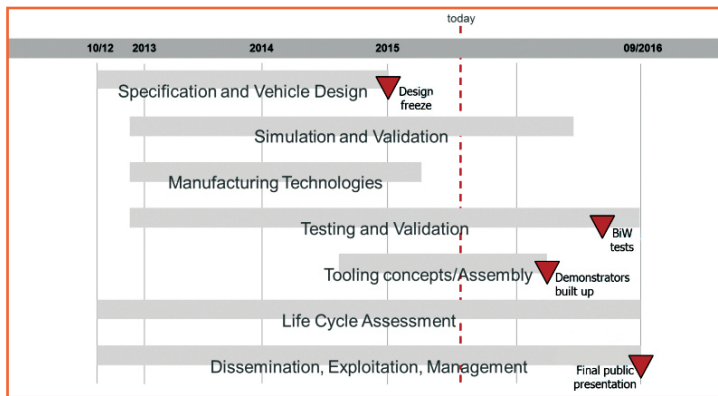 today
10/12 2013 2014 2015 09/2016
Specification and Vehicle Design
Design
freeze
Simulation and Validation
Manufacturing Technologies
Testing and Validation
BiW
tests
Tooling concepts/Assembly
Demonstrators
built up
Life Cycle Assessment
Dissemination, Exploitation, Management
Final public
presentation